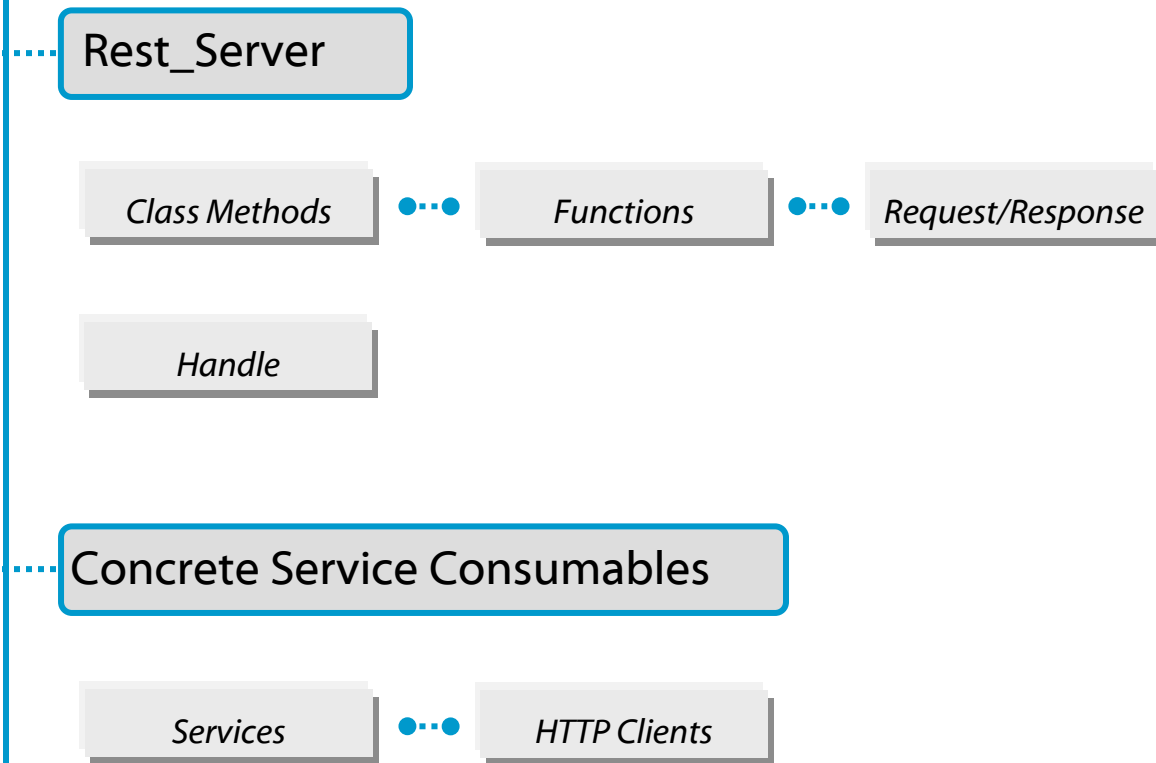 Rest_Server
Class Methods
Functions
Request/Response
Handle
Concrete Service Consumables
Services
HTTP Clients